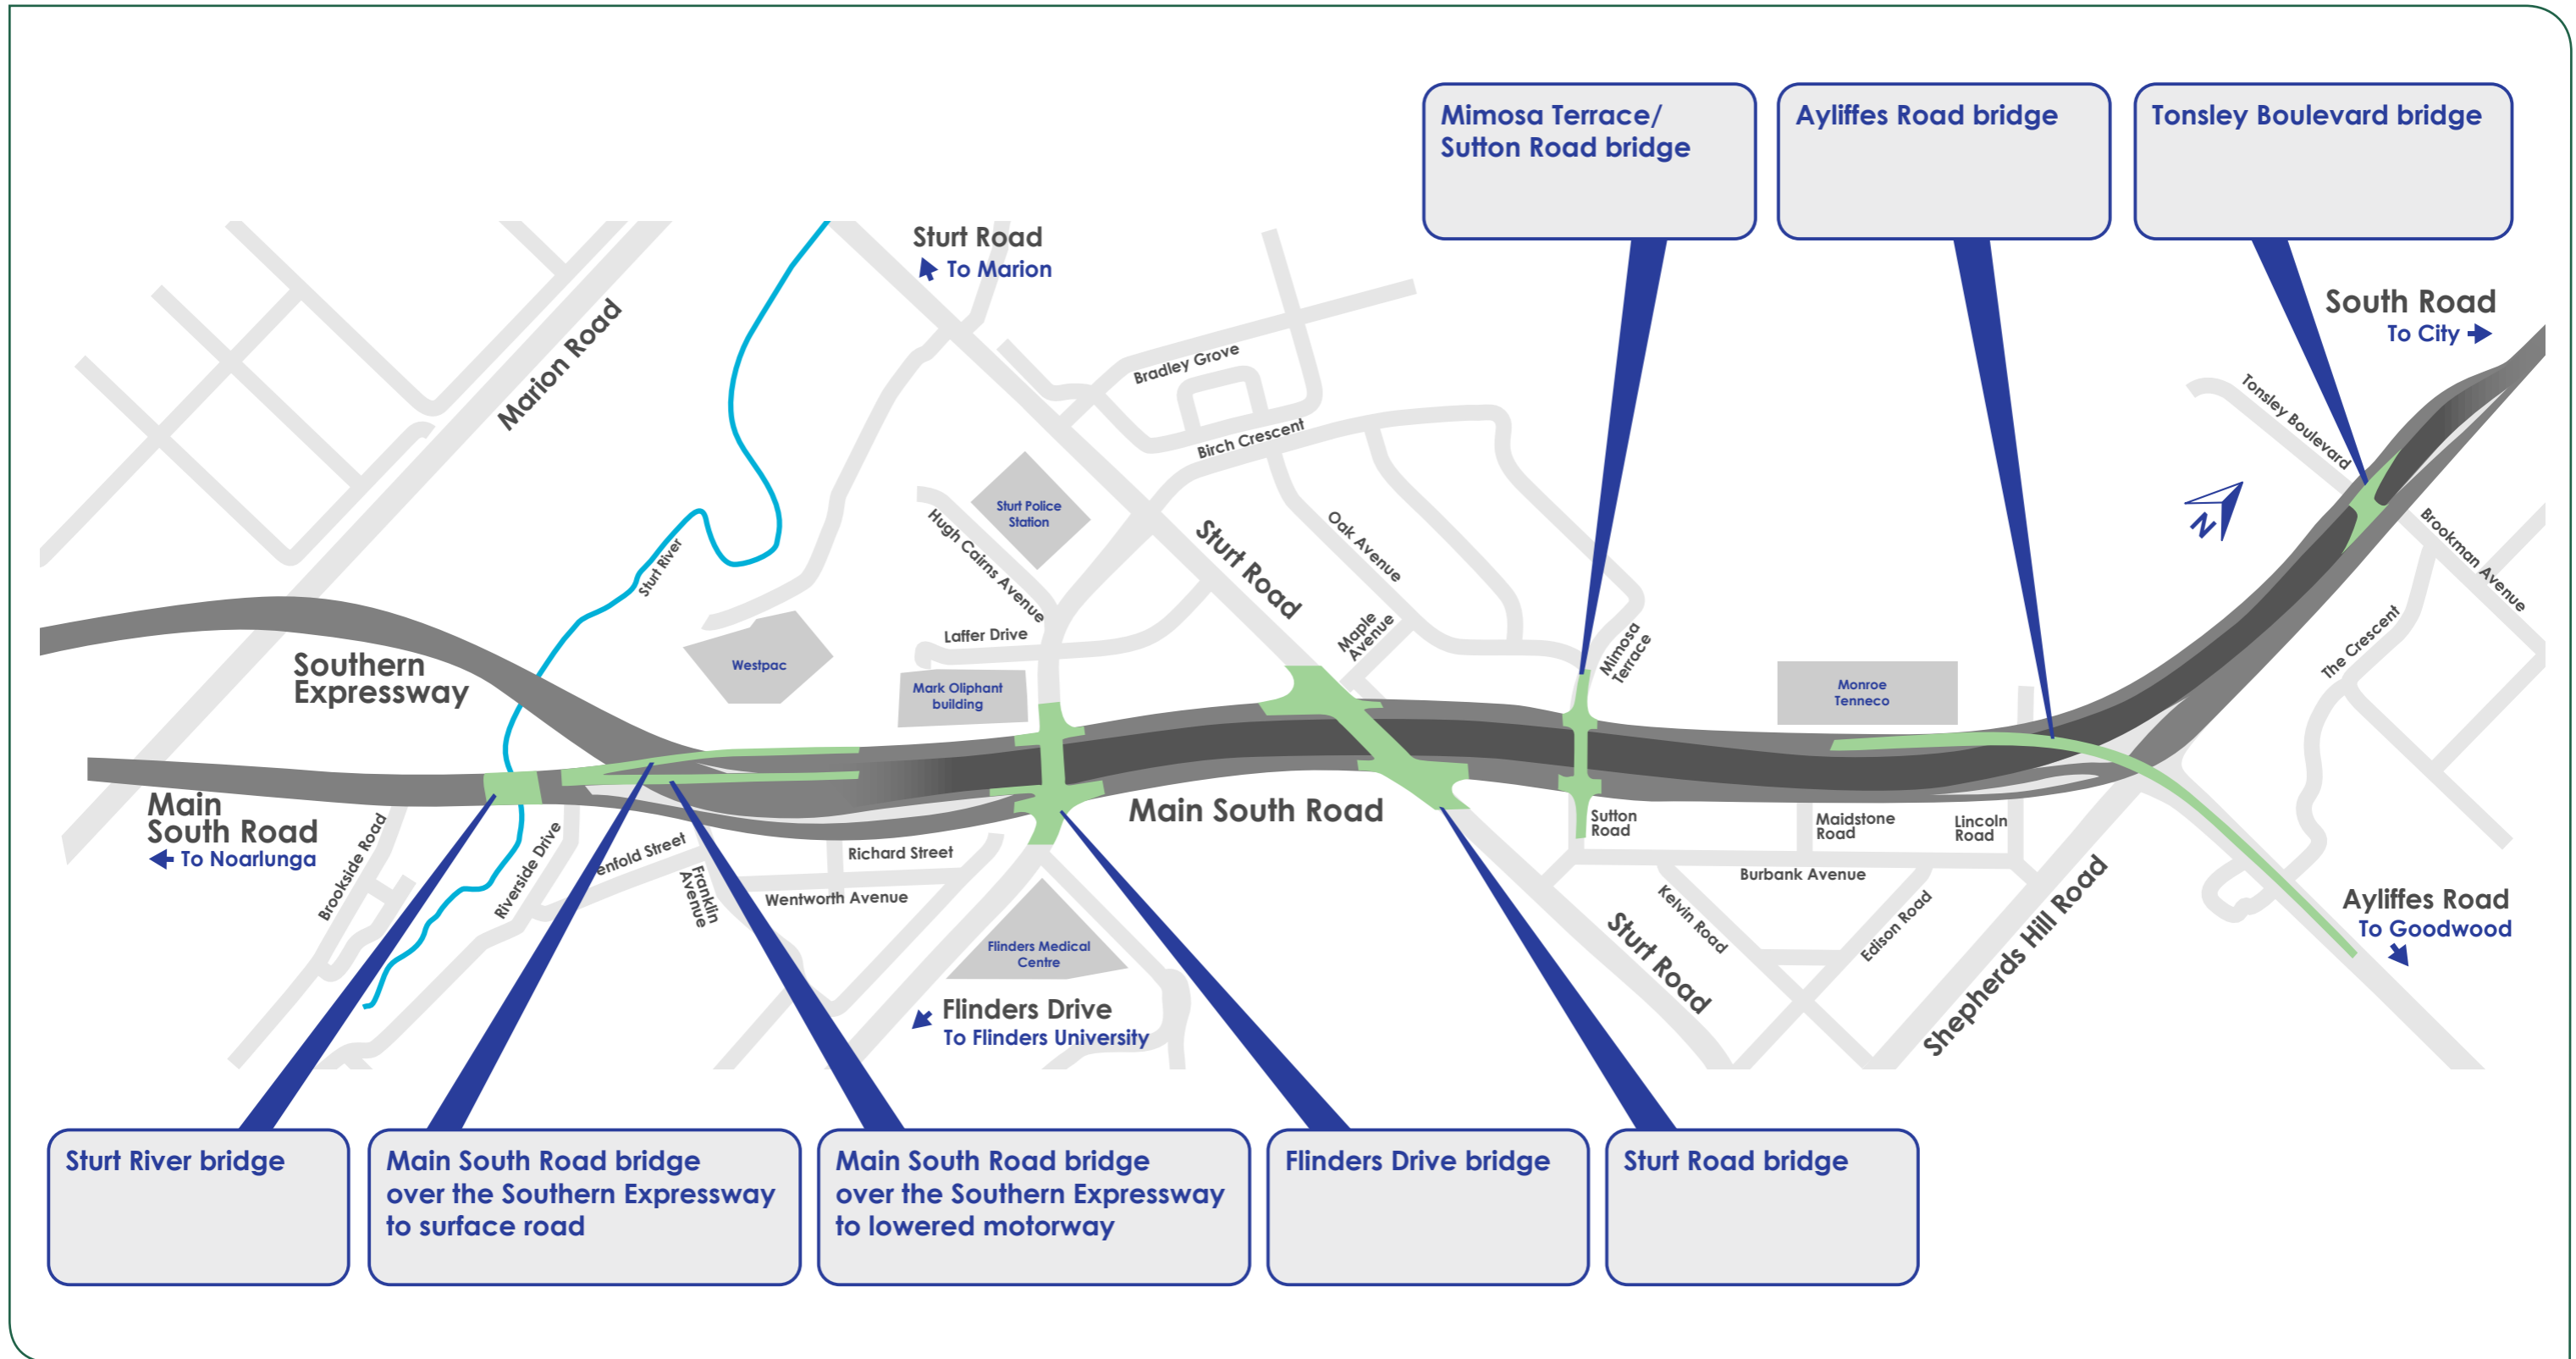 Mimosa Terrace/
Sutton Road bridge
Ayliffes Road bridge
Tonsley Boulevard bridge
Sturt Road
To Marion
South Road
To City
Marion Road
Bradley Grove
Birch Crescent
Tonsley Boulevard
Sturt Police
Station
Hugh Cairns Avenue
Sturt Road
Oak Avenue
N
Brookman Avenue
Sturt River
Laffer Drive
Maple
Avenue
Mimosa
Terrace
The Crescent
Southern
Expressway
Westpac
Mark Oliphant
building
Monroe
Tenneco
Main
South Road
To Noarlunga
Main South Road
Sutton
Road
Maidstone
Road
Lincoln
Road
Brookside Road
Riverside Drive
enfold Street
Franklin
Avenue
Richard Street
Wentworth Avenue
Burbank Avenue
Kelvin Road
Edison Road
Sturt Road
Shepherds Hill Road
Ayliffes Road
To Goodwood
Flinders Medical
Centre
Flinders Drive
To Flinders University
Sturt River bridge
Main South Road bridge
over the Southern Expressway
to surface road
Main South Road bridge
over the Southern Expressway
to lowered motorway
Flinders Drive bridge
Sturt Road bridge